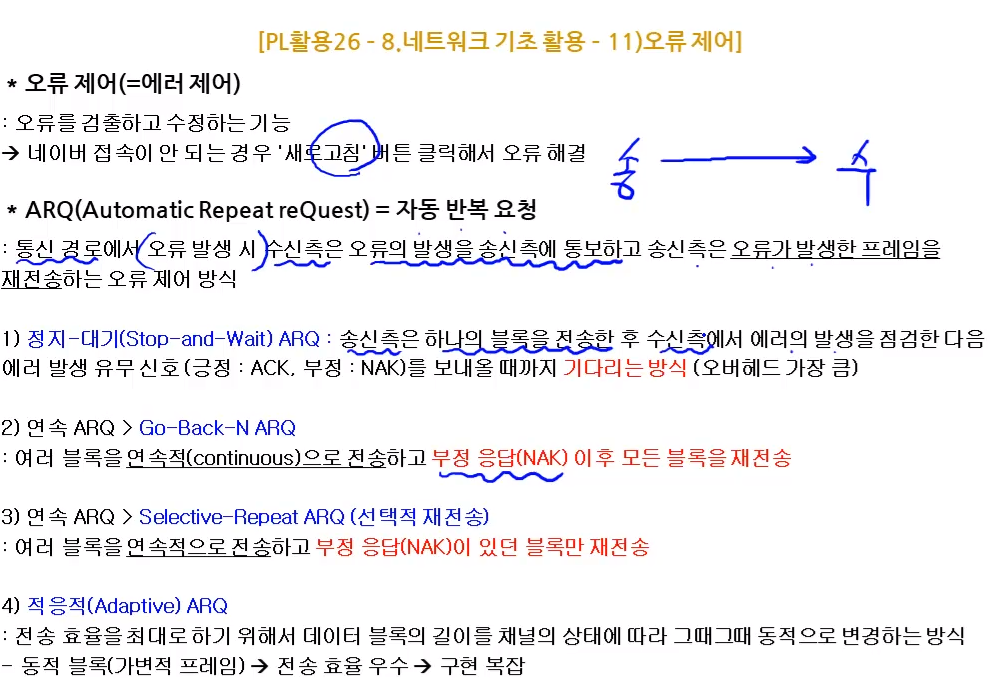 [PL활용26 - 8.네트워크 기초 활용 - 11)오류 제어]
* 오류 제어(=에러 제어)
: 오류를 검출하고 수정하는 기능
→ 네이버 접속이 안 되는 경우 '새로고침' 버튼 클릭해서 오류 해결
송 → 수
* ARQ(Automatic Repeat reQuest) = 자동 반복 요청
: 통신 경로에서 오류 발생 시 수신측은 오류의 발생을 송신측에 통보하고 송신측은 오류가 발생한 프레임을
재전송하는 오류 제어 방식
1) 정지-대기(Stop-and-Wait) ARQ : 송신측은 하나의 블록을 전송한 후 수신측에서 에러의 발생을 점검한 다음
에러 발생 유무 신호(긍정 : ACK, 부정 : NAK)를 보내올 때까지 기다리는 방식 (오버헤드 가장 큼)
2) 연속 ARQ > Go-Back-N ARQ
: 여러 블록을 연속적(continuous)으로 전송하고 부정 응답(NAK) 이후 모든 블록을 재전송
3) 연속 ARQ > Selective-Repeat ARQ (선택적 재전송)
: 여러 블록을 연속적으로 전송하고 부정 응답(NAK)이 있던 블록만 재전송
4) 적응적(Adaptive) ARQ
: 전송 효율을 최대로 하기 위해서 데이터 블록의 길이를 채널의 상태에 따라 그때그때 동적으로 변경하는 방식
- 동적 블록(가변적 프레임) → 전송 효율 우수 → 구현 복잡